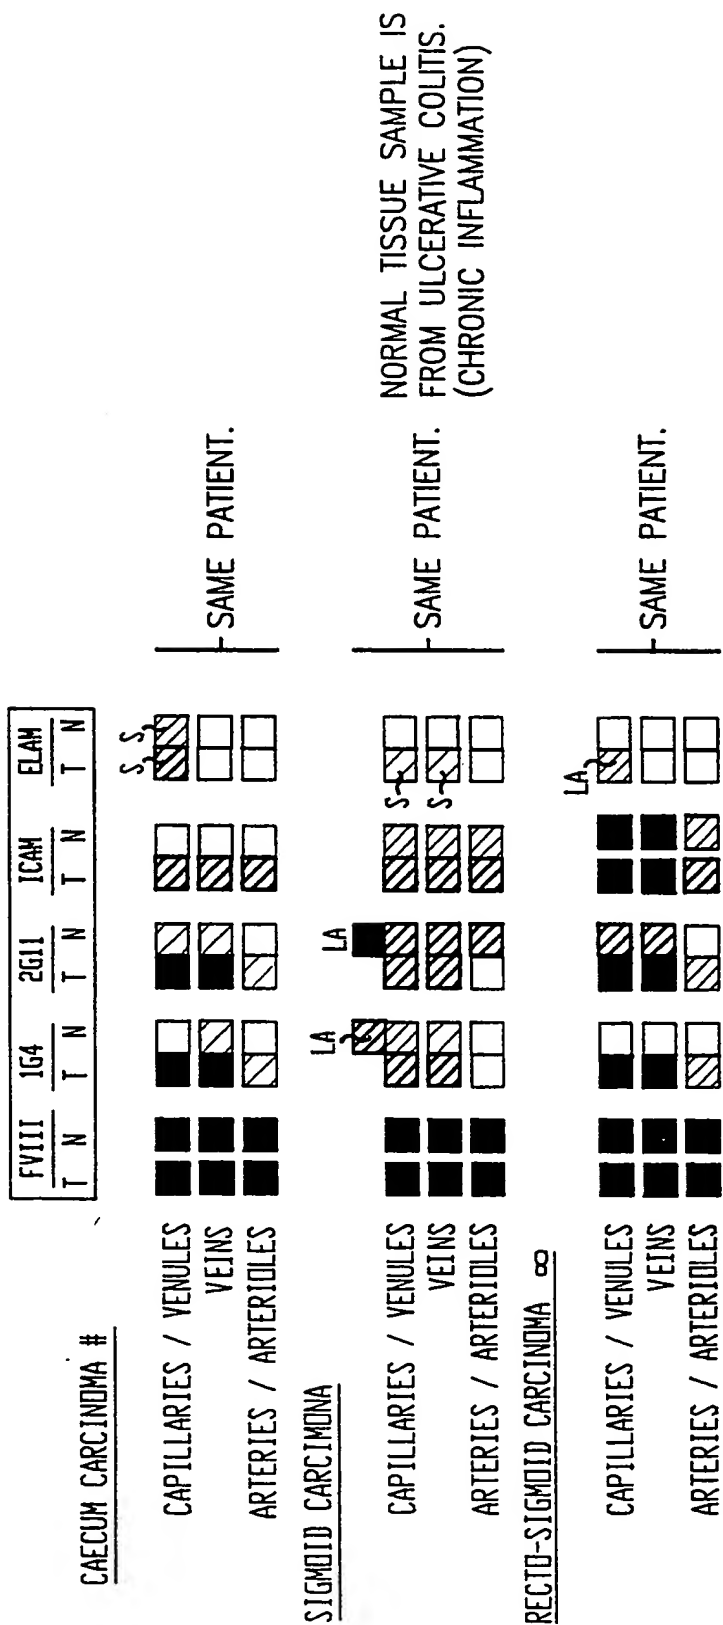 FVIII 1G4 2G11 ICAM ELAM
T N T N T N T N T N
CAECUM CARCINOMA #
S S
CAPILLARIES / VENULES
VEINS
ARTERIES / ARTERIOLES
SAME PATIENT.
SIGMOID CARCIMONA
LA LA
CAPILLARIES / VENULES
S
VEINS
S
ARTERIES / ARTERIOLES
SAME PATIENT.
NORMAL TISSUE SAMPLE IS
FROM ULCERATIVE COLITIS.
(CHRONIC INFLAMMATION)
RECTO-SIGMOID CARCINOMA 8
LA
CAPILLARIES / VENULES
VEINS
ARTERIES / ARTERIOLES
SAME PATIENT.